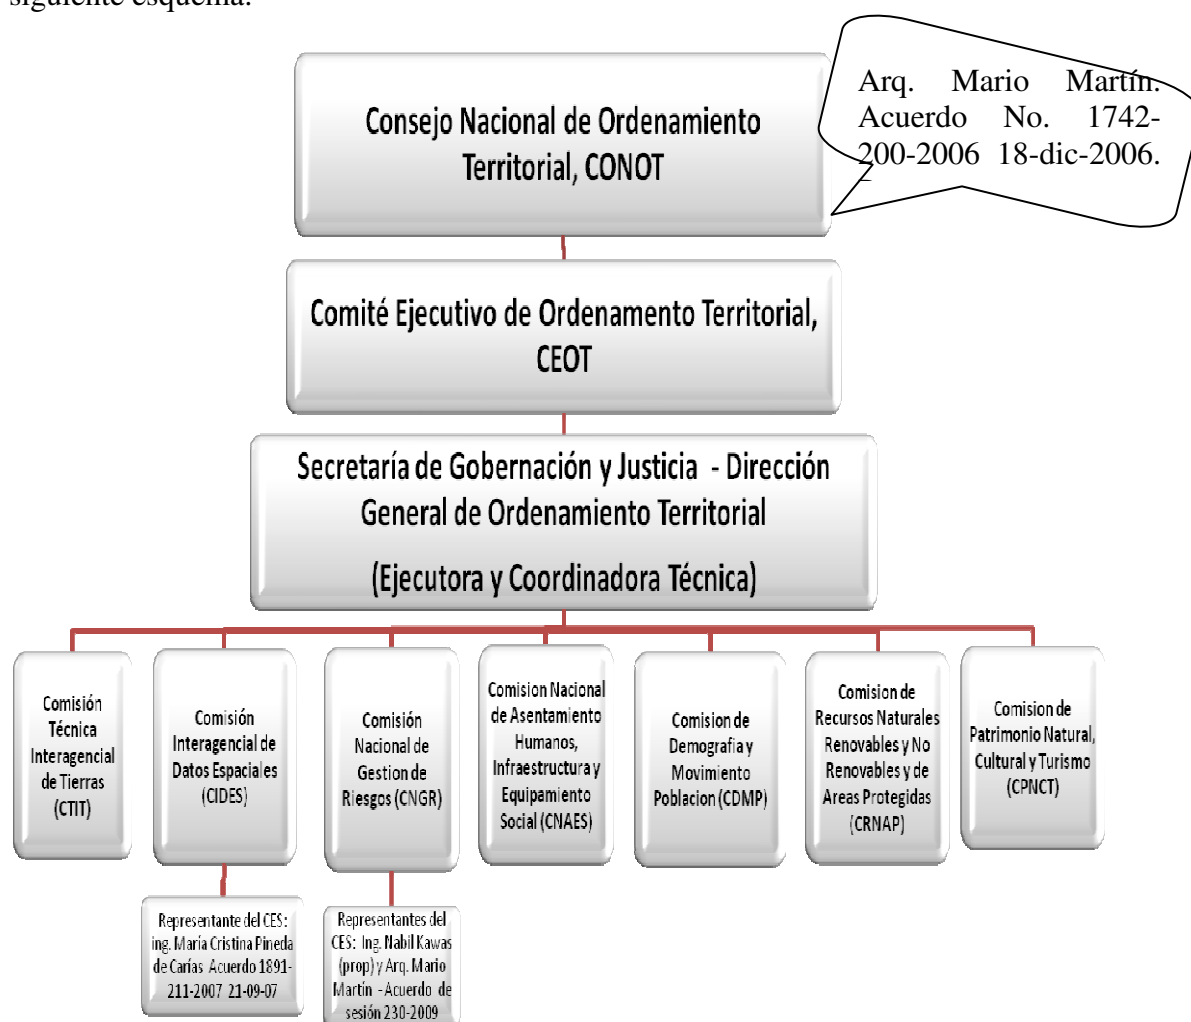 siguiente esquema:
Arq. Mario Martín.
Acuerdo No. 1742-
200-2006 18-dic-2006.
Consejo Nacional de Ordenamiento
Territorial, CONOT
Comité Ejecutivo de Ordenamento Territorial,
CEOT
Secretaría de Gobernación y Justicia - Dirección
General de Ordenamiento Territorial
(Ejecutora y Coordinadora Técnica)
Comisión
Técnica
Interagencial
de Tierras
(CTIT)
Comisión
Interagencial de
Datos Espaciales
(CIDES)
Comisión
Nacional de
Gestion de
Riesgos (CNGR)
Comision Nacional
de Asentamiento
Humanos,
Infraestructura y
Equipamiento
Social (CNAES)
Comision de
Demografia y
Movimiento
Poblacion (CDMP)
Comision de
Recursos Naturales
Renovables y No
Renovables y de
Areas Protegidas
(CRNAP)
Comision de
Patrimonio Natural,
Cultural y Turismo
(CPNCT)
Representante del CES:
ing. María Cristina Pineda
de Carías Acuerdo 1891-
211-2007 21-09-07
Representantes del
CES: Ing. Nabil Kawas
(prop) y Arq. Mario
Martín - Acuerdo de
sesión 230-2009